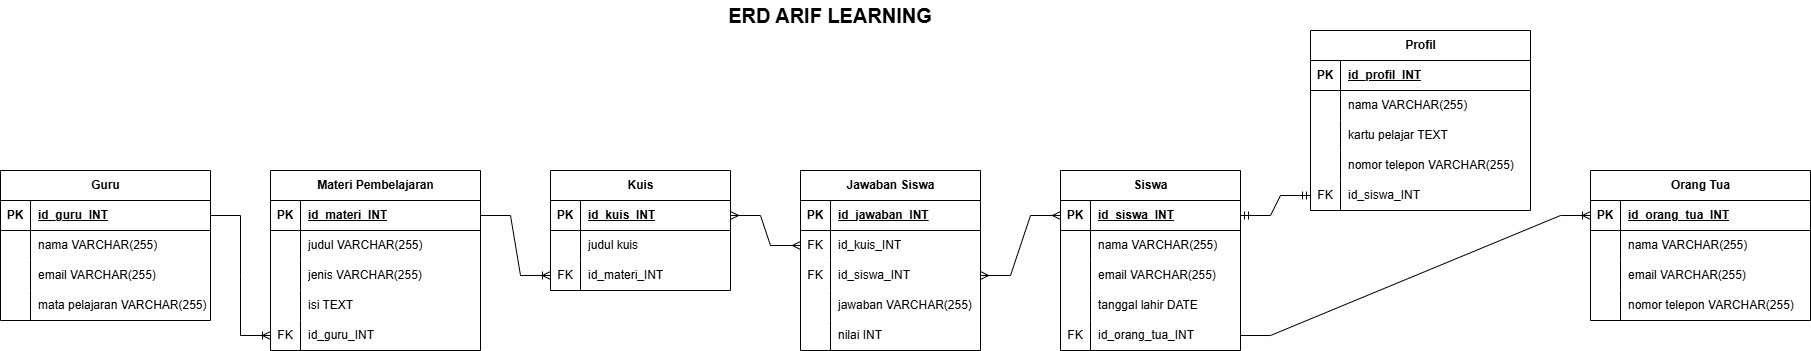 ERD ARIF LEARNING
Guru
PK id_guru_INT
nama VARCHAR(255)
email VARCHAR(255)
mata pelajaran VARCHAR(255)
Materi Pembelajaran
PK id_materi_INT
judul VARCHAR(255)
jenis VARCHAR(255)
isi TEXT
FK id_guru_INT
Kuis
PK id_kuis_INT
judul kuis
FK id_materi_INT
Jawaban Siswa
PK id_jawaban_INT
FK id_kuis_INT
FK id_siswa_INT
jawaban VARCHAR(255)
nilai INT
Siswa
PK id_siswa_INT
nama VARCHAR(255)
email VARCHAR(255)
tanggal lahir DATE
FK id_orang_tua_INT
Profil
PK id_profil_INT
nama VARCHAR(255)
kartu pelajar TEXT
nomor telepon VARCHAR(255)
FK id_siswa_INT
Orang Tua
PK id_orang_tua_INT
nama VARCHAR(255)
email VARCHAR(255)
nomor telepon VARCHAR(255)